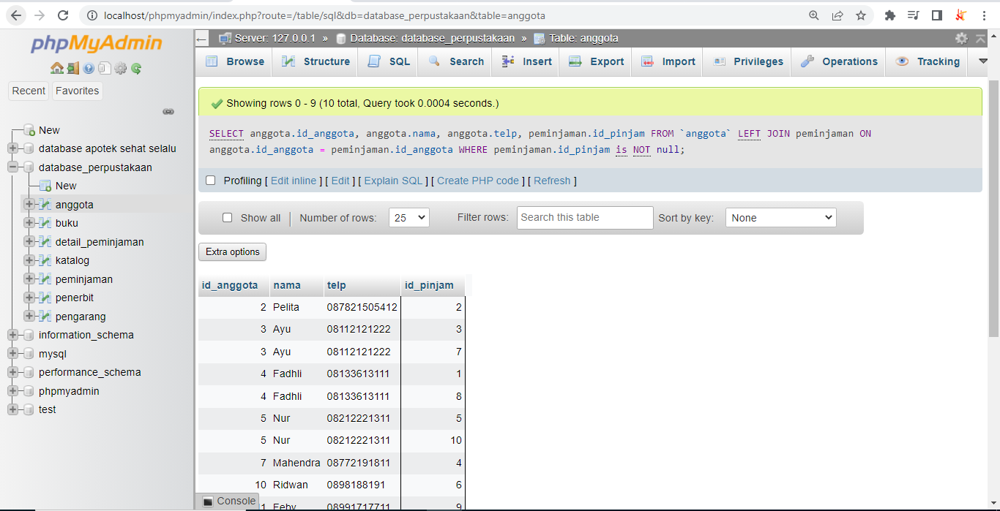 localhost/phpmyadmin/index.php?route=/table/sql&db=database_perpustakaan&table=anggota
phpMyAdmin
Recent Favorites
New
database apotek sehat selalu
database_perpustakaan
New
anggota
buku
detail_peminjaman
katalog
peminjaman
penerbit
pengarang
information_schema
mysql
performance_schema
phpmyadmin
test
Server: 127.0.0.1 » Database: database_perpustakaan » Table: anggota
Browse Structure SQL Search Insert Export Import Privileges Operations Tracking
Showing rows 0 - 9 (10 total, Query took 0.0004 seconds.)
SELECT anggota.id_anggota, anggota.nama, anggota.telp, peminjaman.id_pinjam FROM `anggota` LEFT JOIN peminjaman ON
anggota.id_anggota = peminjaman.id_anggota WHERE peminjaman.id_pinjam is NOT null;
Profiling [ Edit inline ] [ Edit ] [ Explain SQL ] [ Create PHP code ] [ Refresh ]
Show all | Number of rows: 25 Filter rows: Search this table Sort by key: None
Extra options
id_anggota nama telp id_pinjam
2 Pelita 087821505412 2
3 Ayu 08112121222 3
3 Ayu 08112121222 7
4 Fadhli 08133613111 1
4 Fadhli 08133613111 8
5 Nur 08212221311 5
5 Nur 08212221311 10
7 Mahendra 08772191811 4
10 Ridwan 0898188191 6
Console
11 Feby 08991717711 9